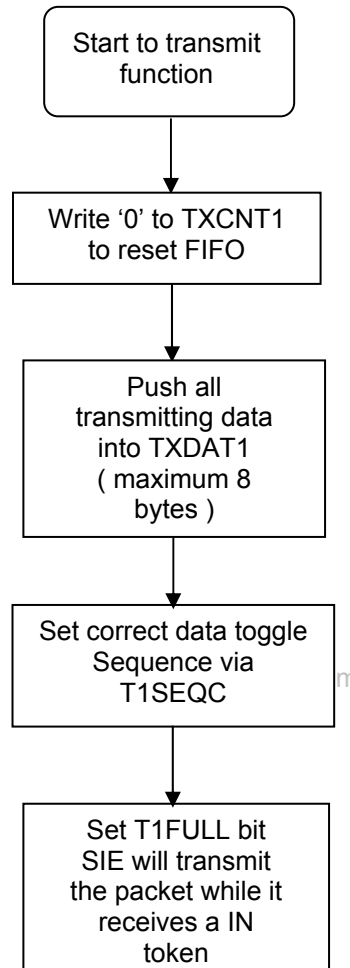 Start to transmit
function
Write ‘0’ to TXCNT1
to reset FIFO
Push all
transmitting data
into TXDAT1
( maximum 8
bytes )
Set correct data toggle
Sequence via
T1SEQC
Set T1FULL bit
SIE will transmit
the packet while it
receives a IN
token